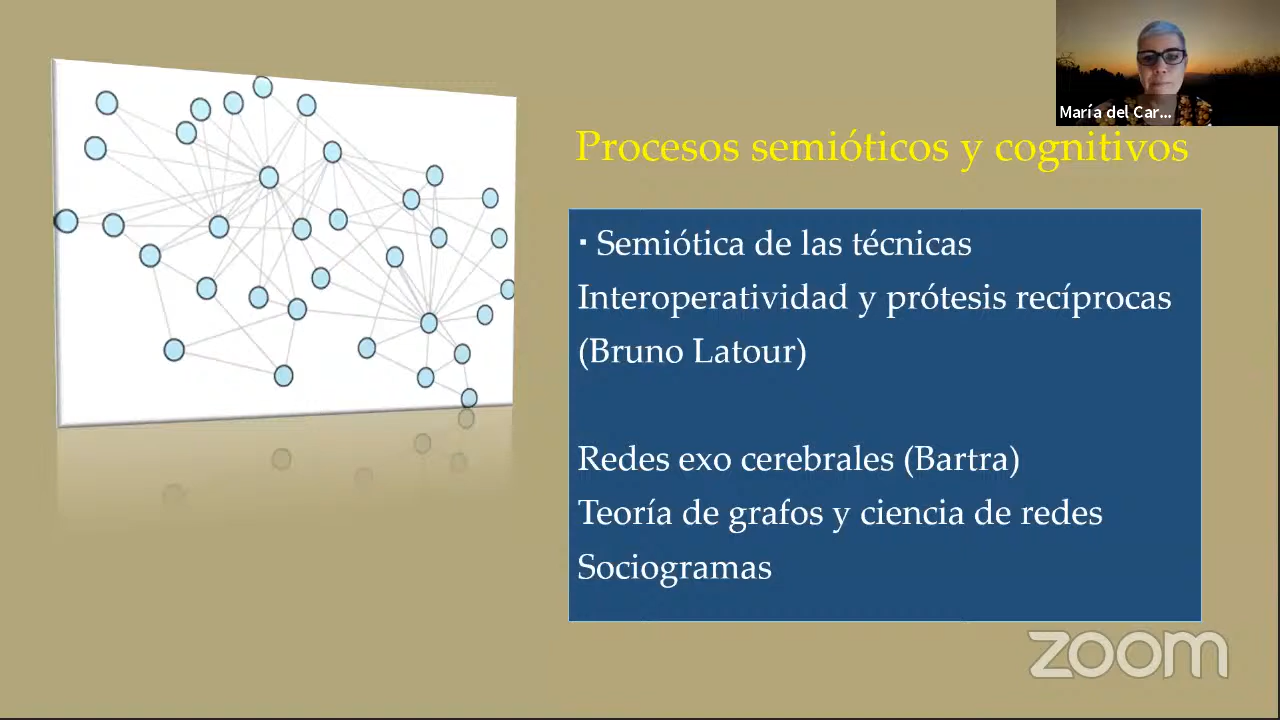 María del Car...
Procesos semióticos y cognitivos
· Semiótica de las técnicas
Interoperatividad y prótesis recíprocas
(Bruno Latour)
Redes exo cerebrales (Bartra)
Teoría de grafos y ciencia de redes
Sociogramas
zoom